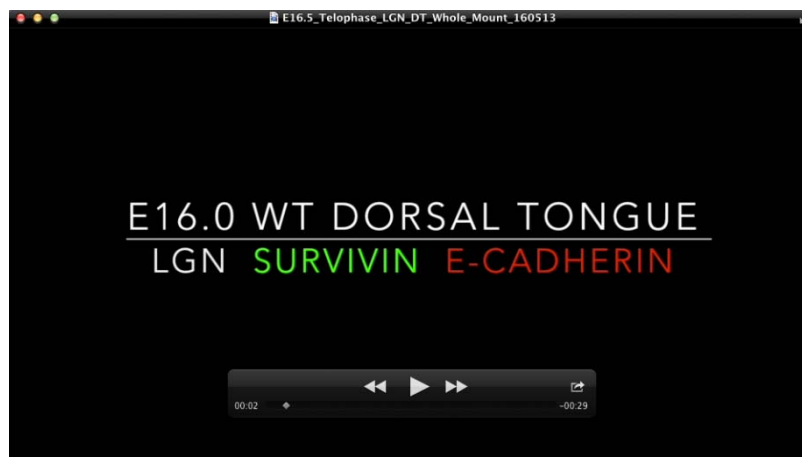 E16.5_Telophase_LGN_DT_Whole_Mount_160513
E16.0 WT DORSAL TONGUE
LGN SURVIVIN E-CADHERIN
00:02 -00:29